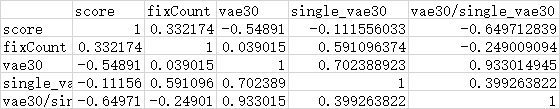 score fixCount vae30 single_vae30 vae30/single_vae30
score 1 0.332174 -0.54891 -0.111556033 -0.649712839
fixCount 0.332174 1 0.039015 0.591096374 -0.249009094
vae30 -0.54891 0.039015 1 0.702388923 0.933014945
single_va -0.11156 0.591096 0.702389 1 0.399263822
vae30/sin -0.64971 -0.24901 0.933015 0.399263822 1